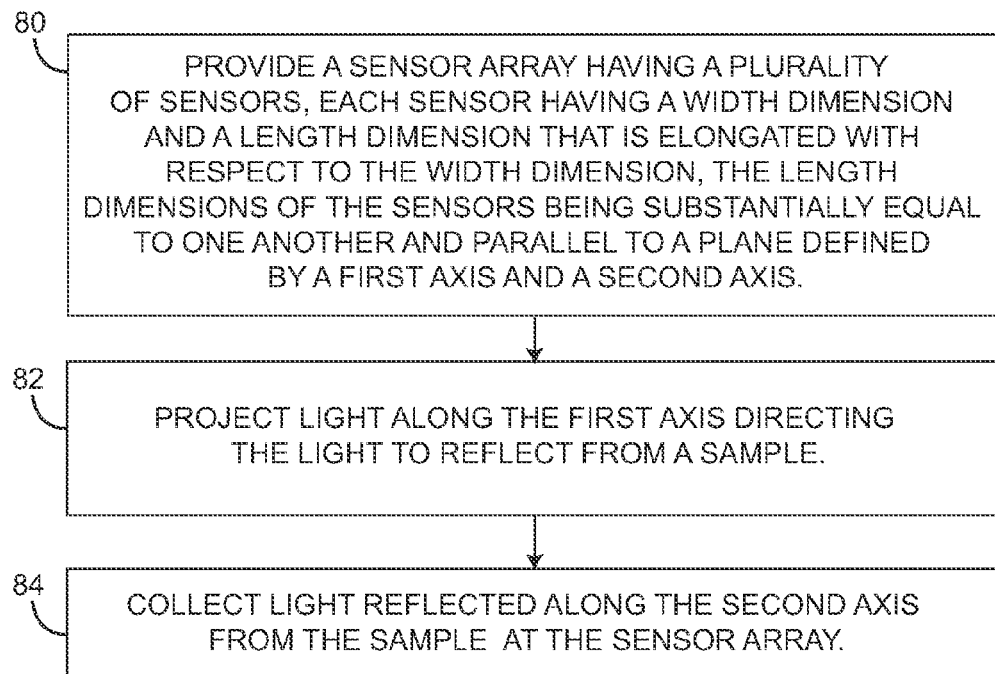 80
PROVIDE A SENSOR ARRAY HAVING A PLURALITY
OF SENSORS, EACH SENSOR HAVING A WIDTH DIMENSION
AND A LENGTH DIMENSION THAT IS ELONGATED WITH
RESPECT TO THE WIDTH DIMENSION, THE LENGTH
DIMENSIONS OF THE SENSORS BEING SUBSTANTIALLY EQUAL
TO ONE ANOTHER AND PARALLEL TO A PLANE DEFINED
BY A FIRST AXIS AND A SECOND AXIS.
82
PROJECT LIGHT ALONG THE FIRST AXIS DIRECTING
THE LIGHT TO REFLECT FROM A SAMPLE.
84
COLLECT LIGHT REFLECTED ALONG THE SECOND AXIS
FROM THE SAMPLE AT THE SENSOR ARRAY.